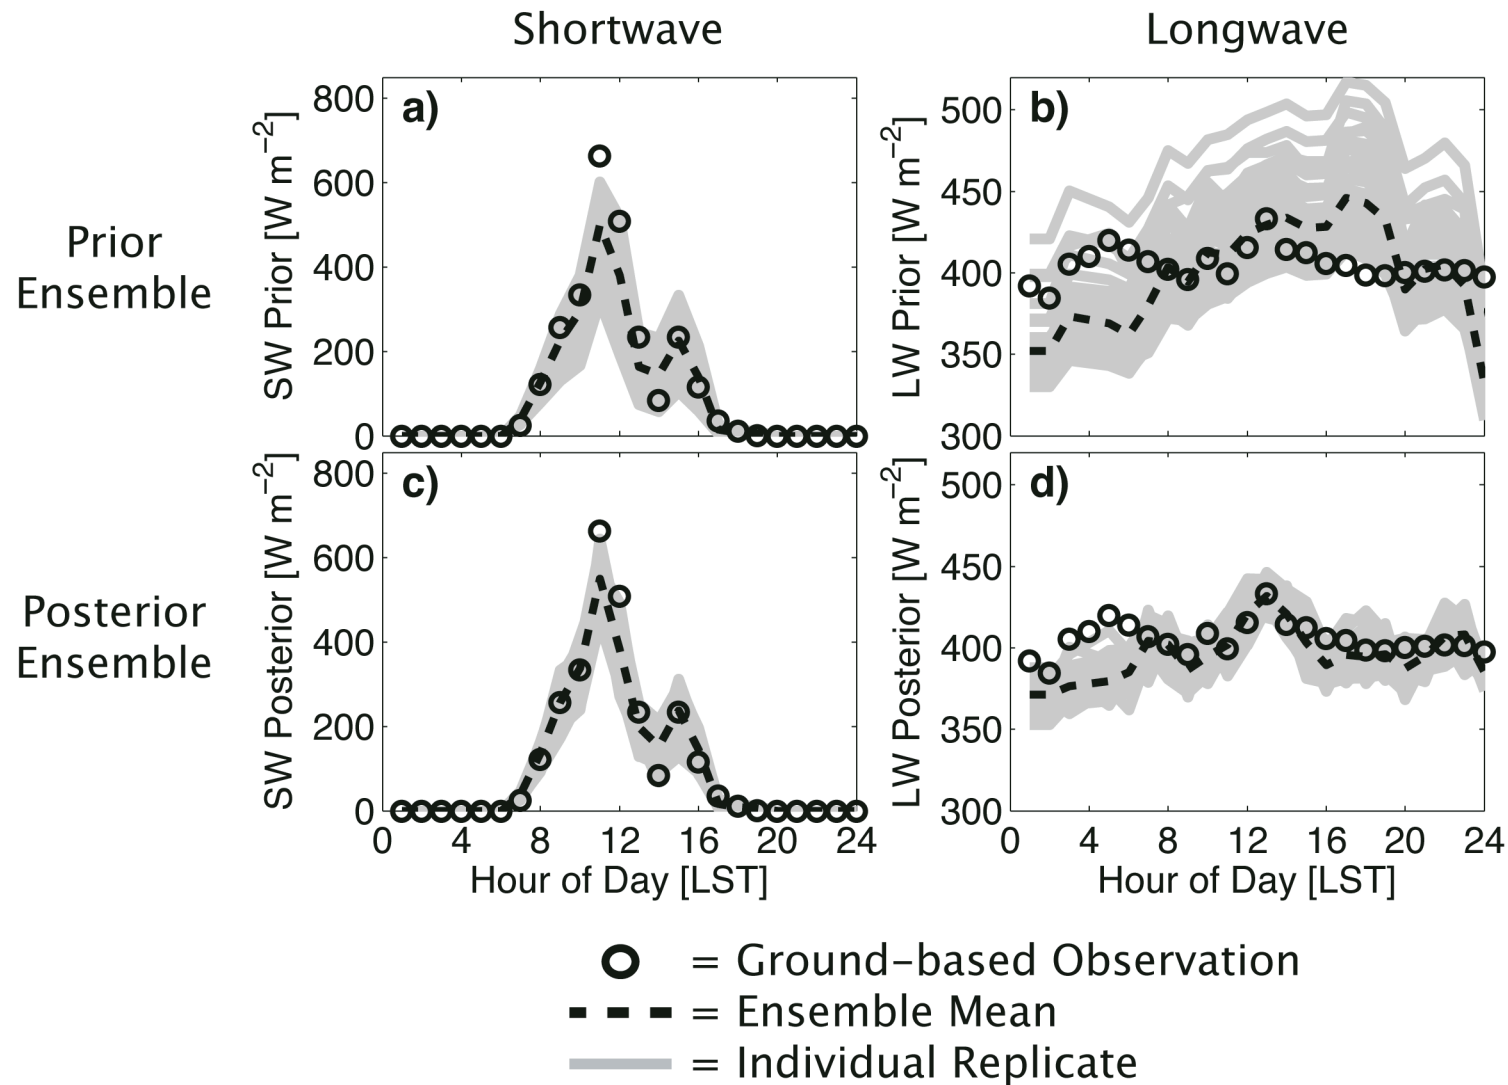 Shortwave
Longwave
Prior
Ensemble
SW Prior [W m⁻²]
800
600
400
200
0
a)
LW Prior [W m⁻²]
500
450
400
350
300
b)
Posterior
Ensemble
SW Posterior [W m⁻²]
800
600
400
200
0
c)
0 4 8 12 16 20 24
Hour of Day [LST]
LW Posterior [W m⁻²]
500
450
400
350
300
d)
0 4 8 12 16 20 24
Hour of Day [LST]
= Ground-based Observation
= Ensemble Mean
= Individual Replicate